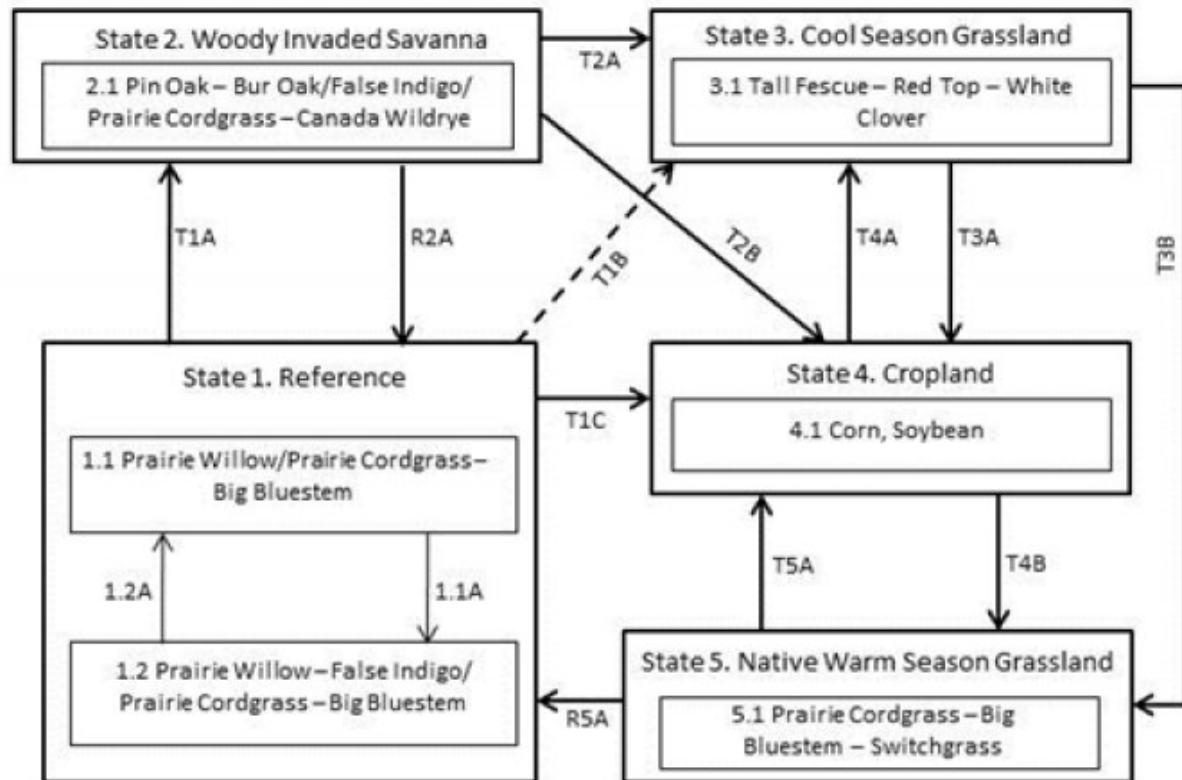 State 2. Woody Invaded Savanna
2.1 Pin Oak – Bur Oak/False Indigo/
Prairie Cordgrass – Canada Wildrye
T2A
State 3. Cool Season Grassland
3.1 Tall Fescue – Red Top – White
Clover
T1A
R2A
T1B
T2B
T4A
T3A
T3B
State 1. Reference
1.1 Prairie Willow/Prairie Cordgrass–
Big Bluestem
1.2A
1.1A
1.2 Prairie Willow – False Indigo/
Prairie Cordgrass – Big Bluestem
T1C
State 4. Cropland
4.1 Corn, Soybean
T5A
T4B
R5A
State 5. Native Warm Season Grassland
5.1 Prairie Cordgrass – Big
Bluestem – Switchgrass